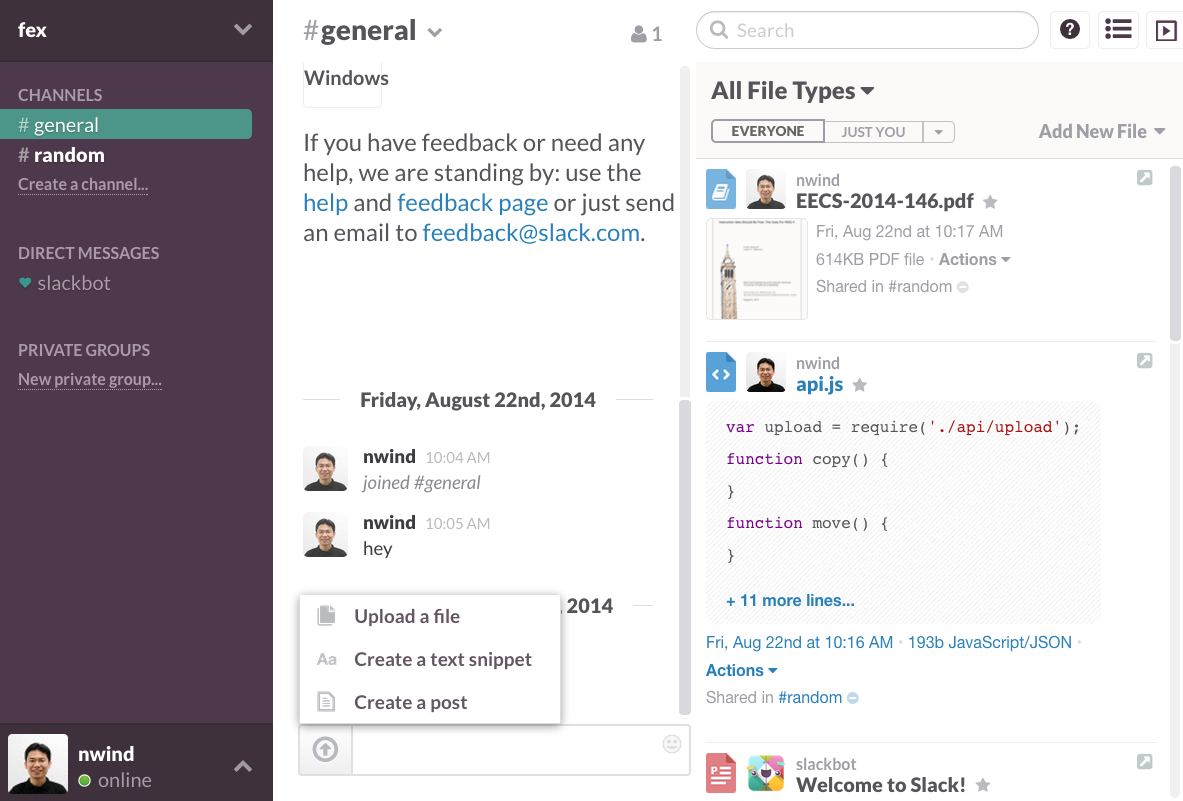 fex
CHANNELS
# general
# random
Create a channel...
DIRECT MESSAGES
slackbot
PRIVATE GROUPS
New private group...
nwind
online
#general
1
Windows
If you have feedback or need any
help, we are standing by: use the
help and feedback page or just send
an email to feedback@slack.com.
Friday, August 22nd, 2014
nwind 10:04 AM
joined #general
nwind 10:05 AM
hey
, 2014
Upload a file
Aa Create a text snippet
Create a post
Search
All File Types
EVERYONE JUST YOU
Add New File
nwind
EECS-2014-146.pdf
Fri, Aug 22nd at 10:17 AM
614KB PDF file · Actions
Shared in #random
nwind
api.js
var upload = require('./api/upload');
function copy() {
}
function move() {
}
+ 11 more lines...
Fri, Aug 22nd at 10:16 AM · 193b JavaScript/JSON ·
Actions
Shared in #random
slackbot
Welcome to Slack!